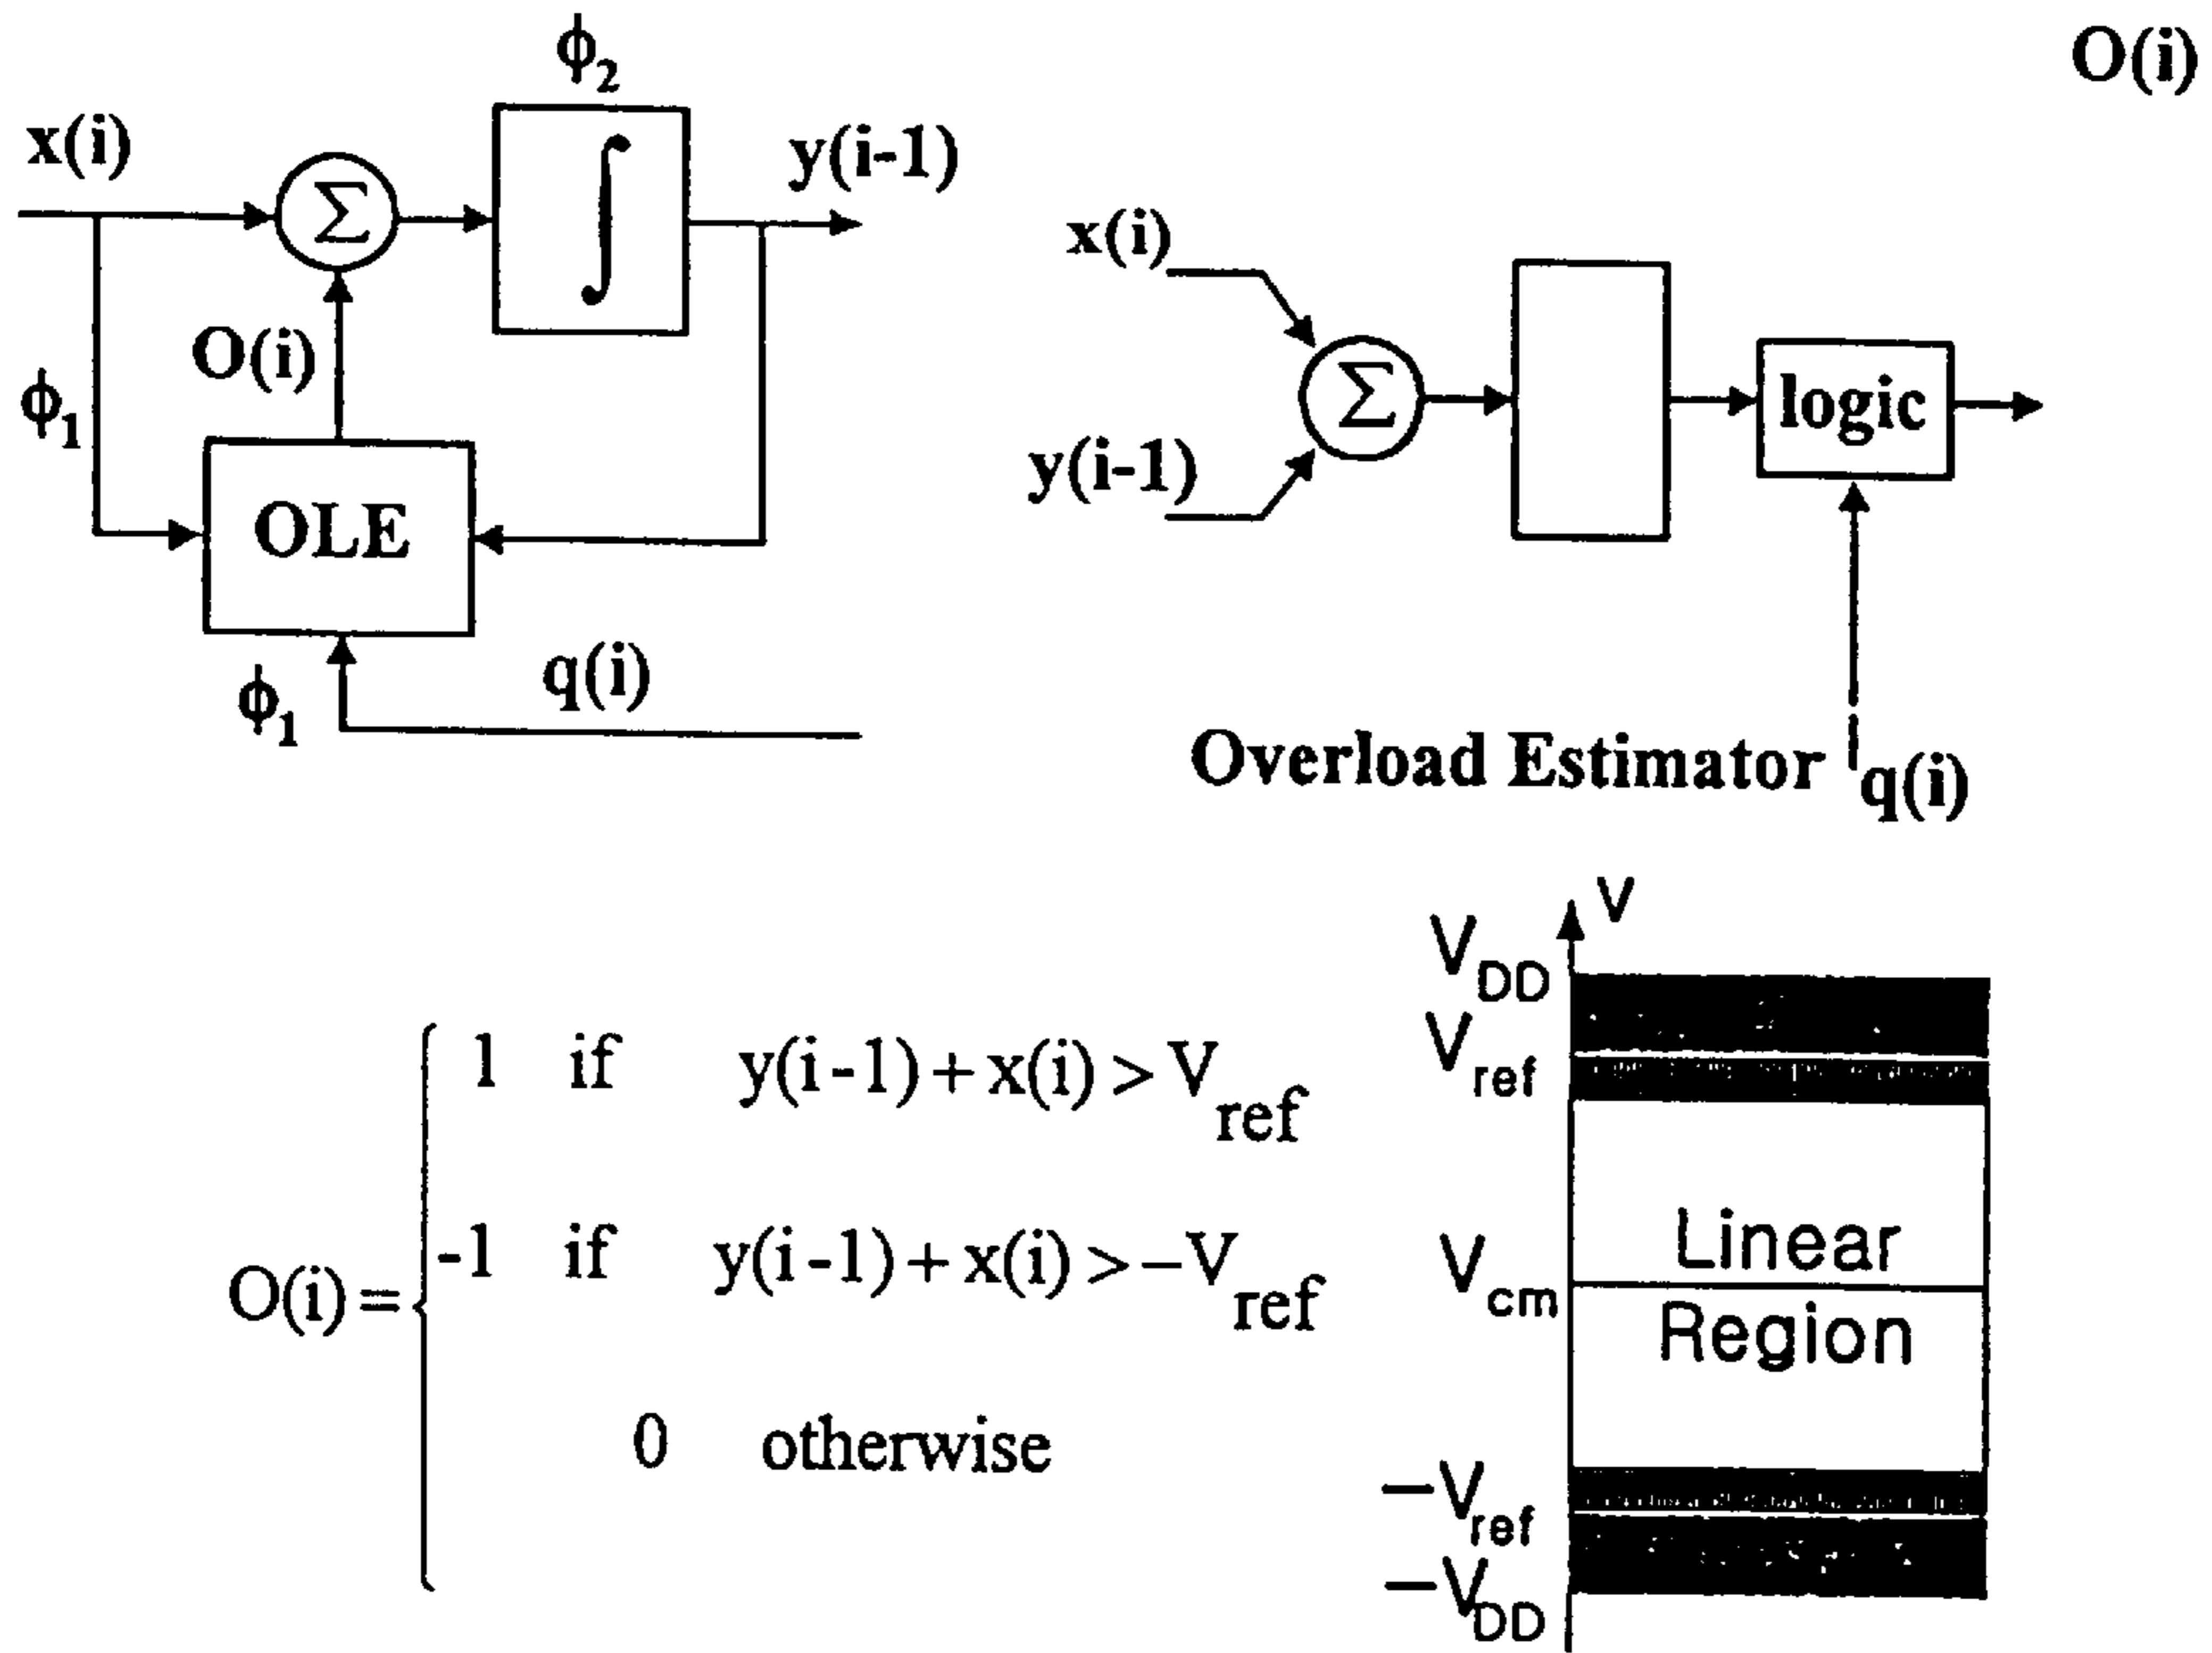 ϕ2
O(i)
x(i)
Σ
∫
y(i-1)
x(i)
O(i)
ϕ1
Σ
logic
y(i-1)
OLE
ϕ1
q(i)
Overload Estimator
q(i)
V
VDD
Vref
Linear
Vcm
Region
−Vref
−VDD
O(i) = {
1 if y(i-1) + x(i) > Vref
-1 if y(i-1) + x(i) > −Vref
0 otherwise